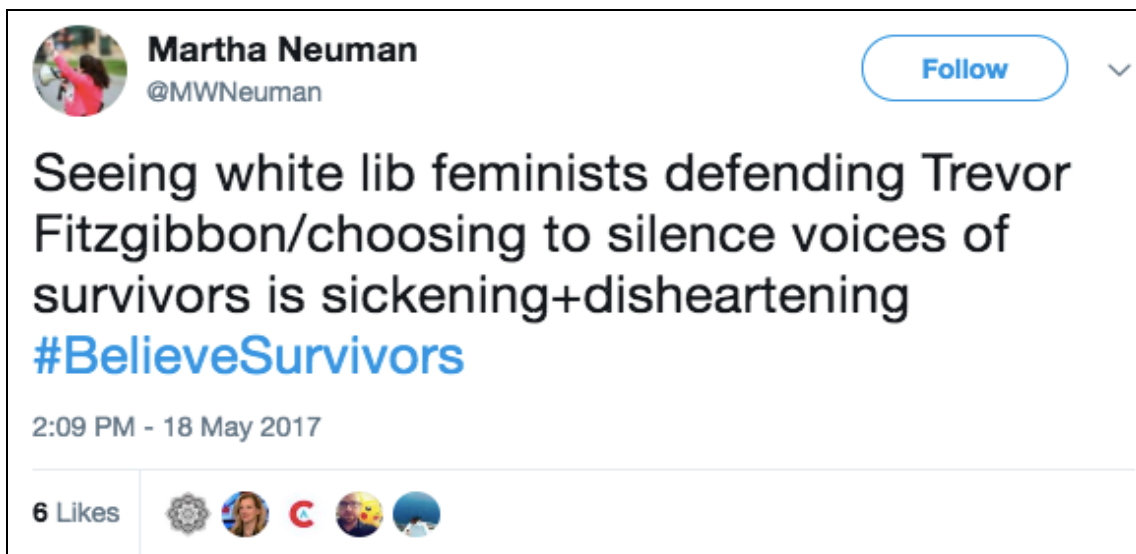 Martha Neuman
@MWNeuman
Follow
Seeing white lib feminists defending Trevor
Fitzgibbon/choosing to silence voices of
survivors is sickening+disheartening
#BelieveSurvivors
2:09 PM - 18 May 2017
6 Likes